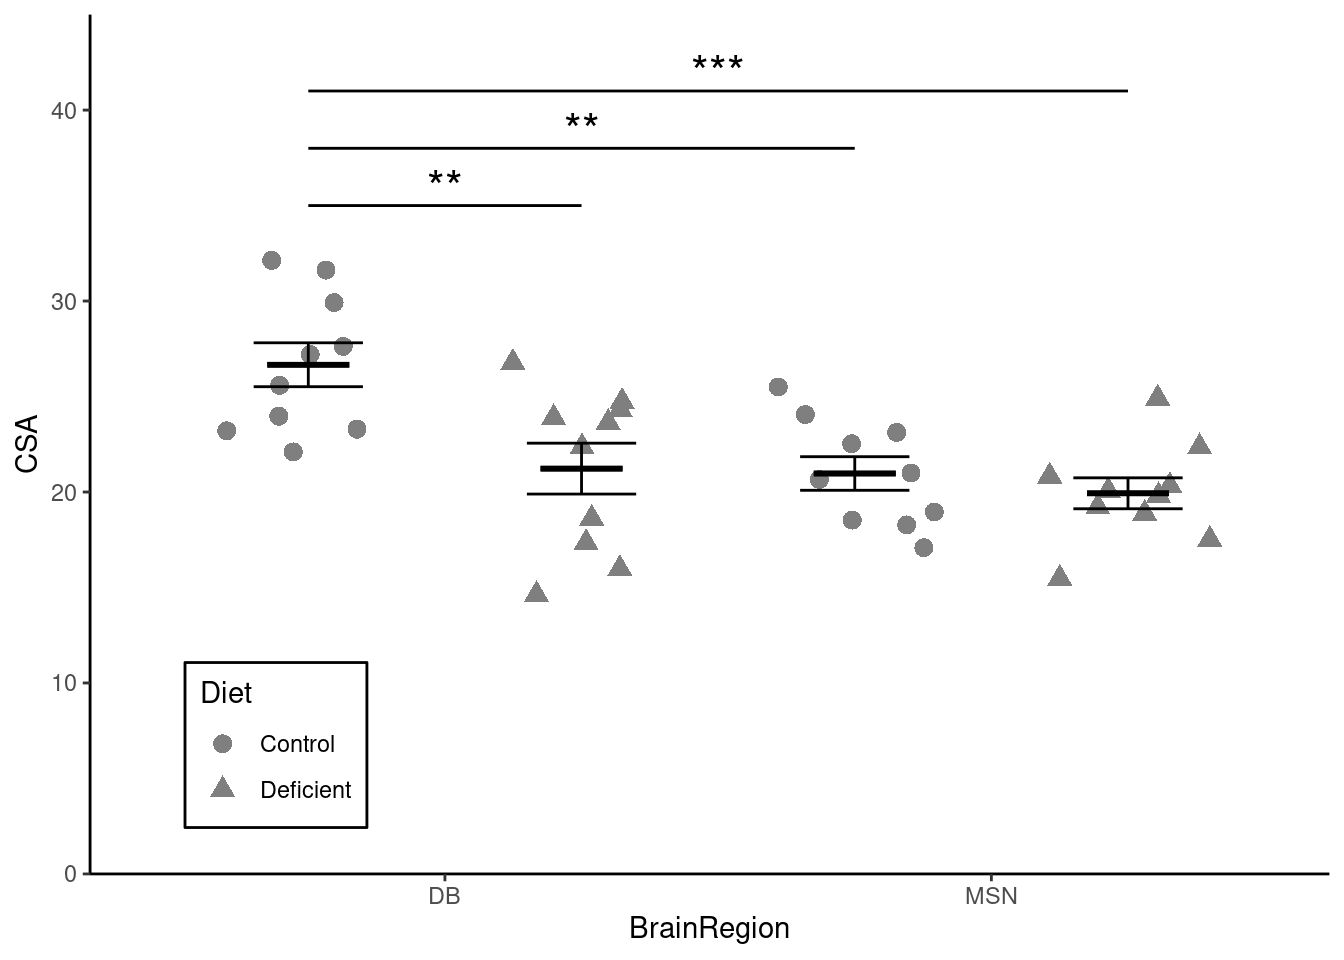 ***
**
**
40
30
20
10
0
CSA
Diet
Control
Deficient
DB
MSN
BrainRegion